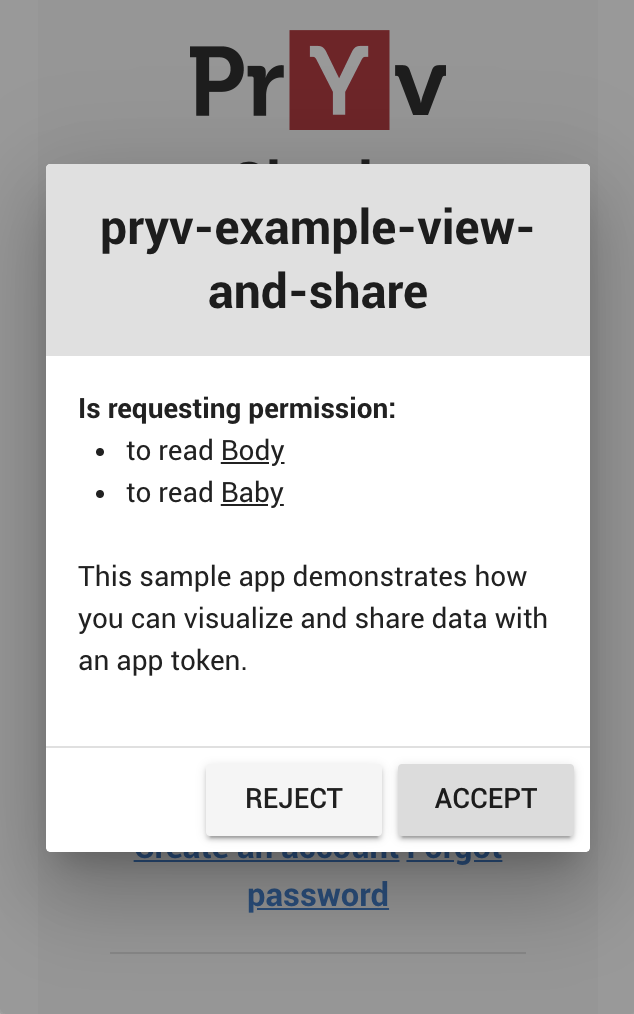 PrYv
pryv-example-view-
and-share
Is requesting permission:
• to read Body
• to read Baby
This sample app demonstrates how
you can visualize and share data with
an app token.
REJECT ACCEPT
Create an account Forgot
password